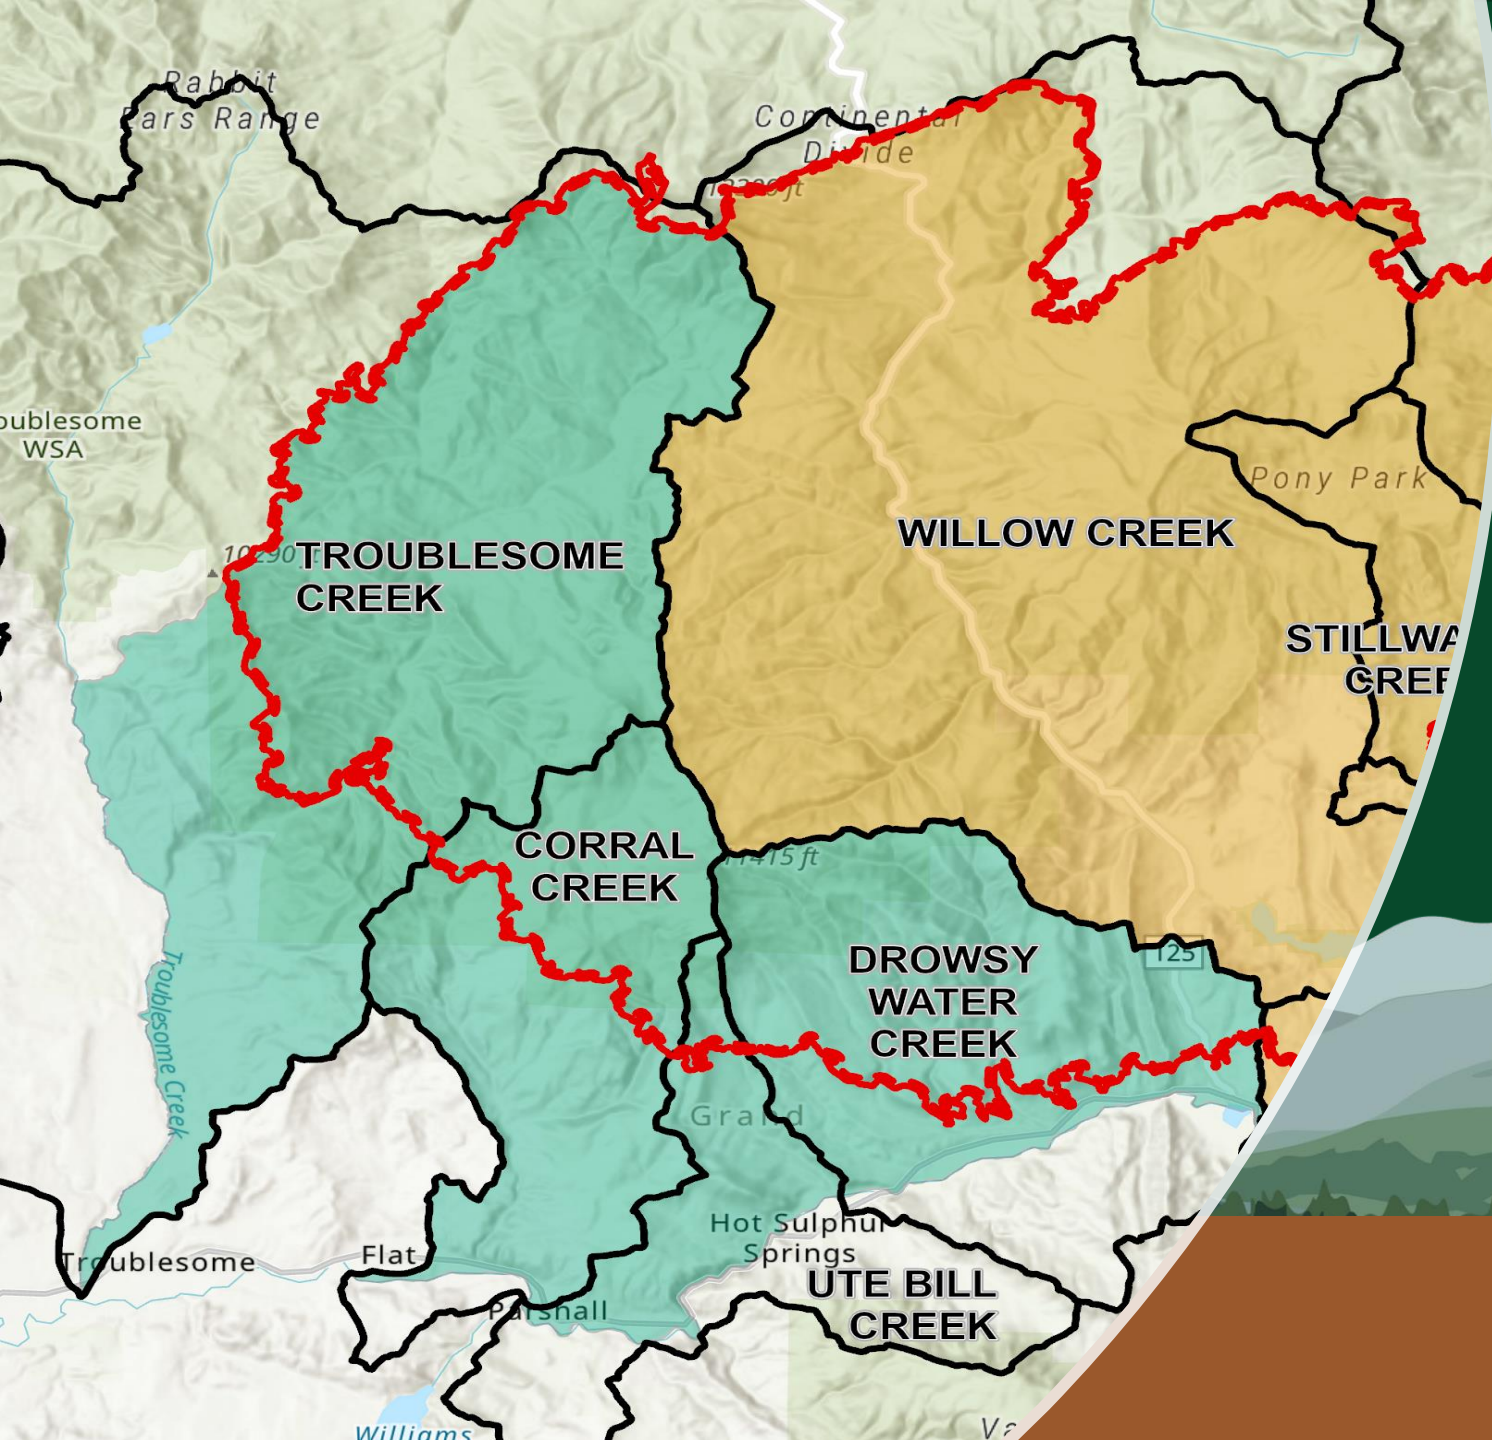 Rabbit
Ears Range
Continental
Divide
oublesome
WSA
Pony Park
WILLOW CREEK
TROUBLESOME
CREEK
STILLWA
CREE
CORRAL
CREEK
11415 ft
DROWSY
WATER
CREEK
125
Troublesome Creek
Grand
Hot Sulphur
Springs
Troublesome
Flat
UTE BILL
CREEK
Parshall
Williams